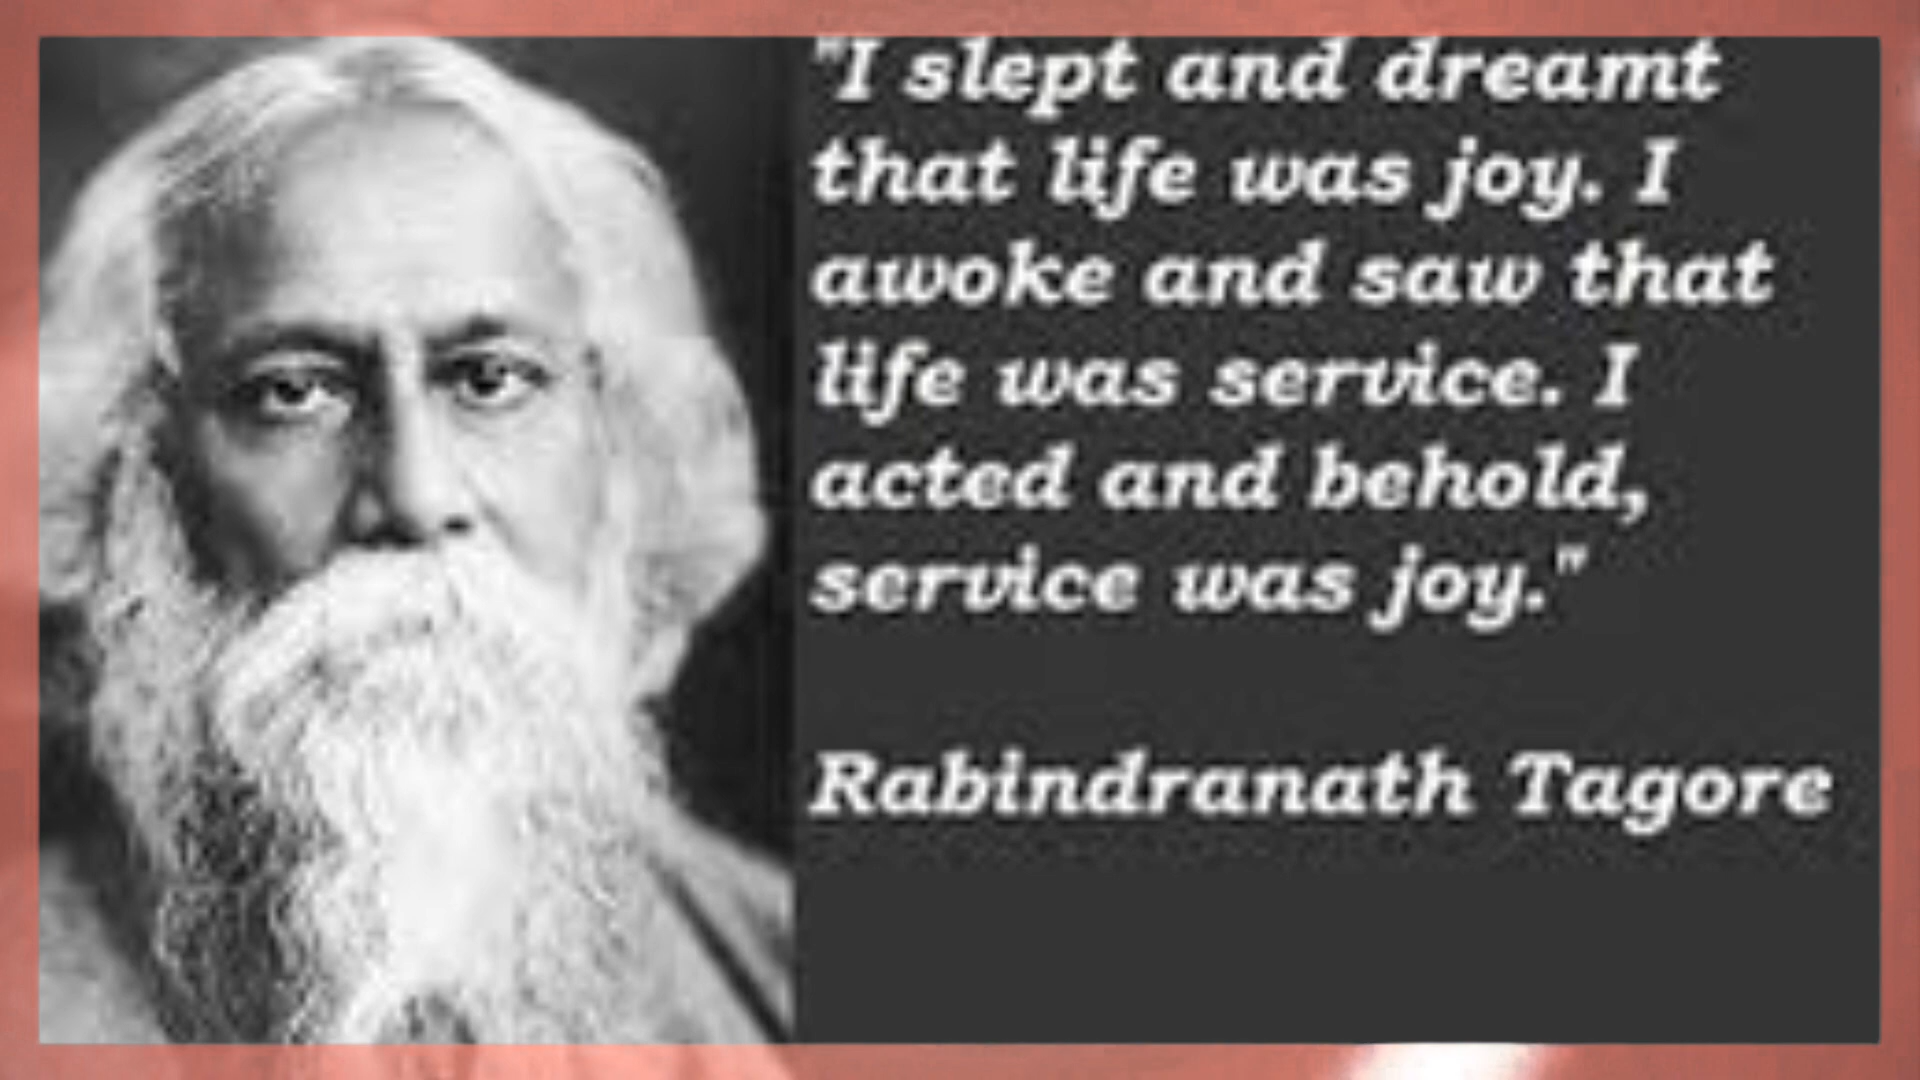 "I slept and dreamt
that life was joy. I
awoke and saw that
life was service. I
acted and behold,
service was joy."
Rabindranath Tagore